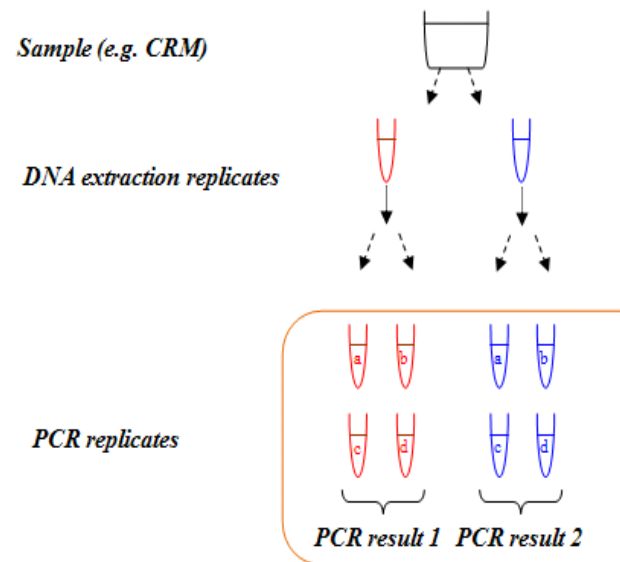 Sample (e.g. CRM)
DNA extraction replicates
a b a b
PCR replicates
c d c d
PCR result 1 PCR result 2